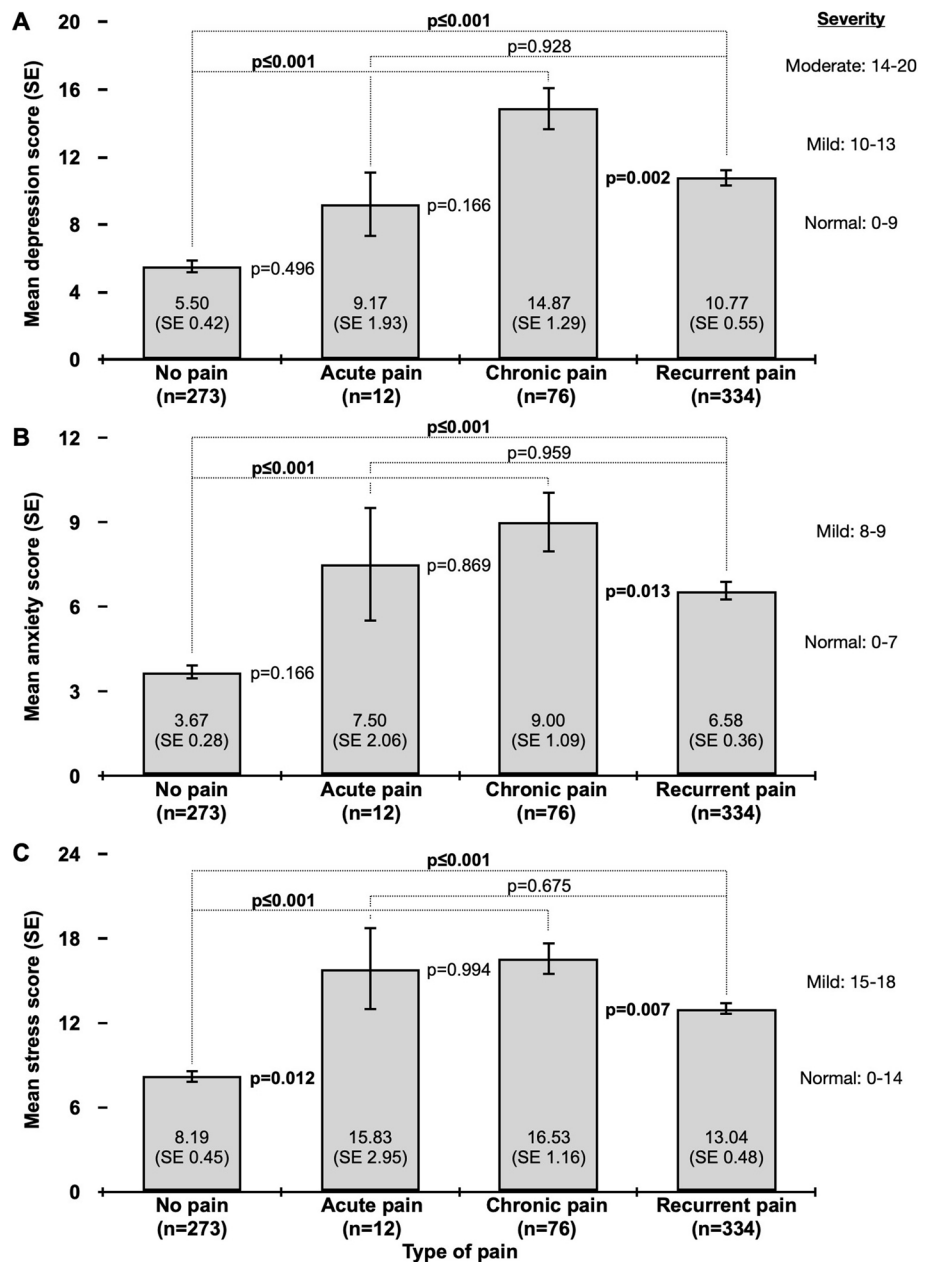 A
Mean depression score (SE)
20
16
12
8
4
0
p≤0.001
p=0.928
p≤0.001
p=0.002
p=0.166
p=0.496
5.50
(SE 0.42)
9.17
(SE 1.93)
14.87
(SE 1.29)
10.77
(SE 0.55)
No pain
(n=273)
Acute pain
(n=12)
Chronic pain
(n=76)
Recurrent pain
(n=334)
Severity
Moderate: 14-20
Mild: 10-13
Normal: 0-9
B
Mean anxiety score (SE)
12
9
6
3
0
p≤0.001
p=0.959
p≤0.001
p=0.869
p=0.013
p=0.166
3.67
(SE 0.28)
7.50
(SE 2.06)
9.00
(SE 1.09)
6.58
(SE 0.36)
No pain
(n=273)
Acute pain
(n=12)
Chronic pain
(n=76)
Recurrent pain
(n=334)
Mild: 8-9
Normal: 0-7
C
Mean stress score (SE)
24
18
12
6
0
p≤0.001
p=0.675
p≤0.001
p=0.994
p=0.007
p=0.012
8.19
(SE 0.45)
15.83
(SE 2.95)
16.53
(SE 1.16)
13.04
(SE 0.48)
No pain
(n=273)
Acute pain
(n=12)
Chronic pain
(n=76)
Recurrent pain
(n=334)
Mild: 15-18
Normal: 0-14
Type of pain